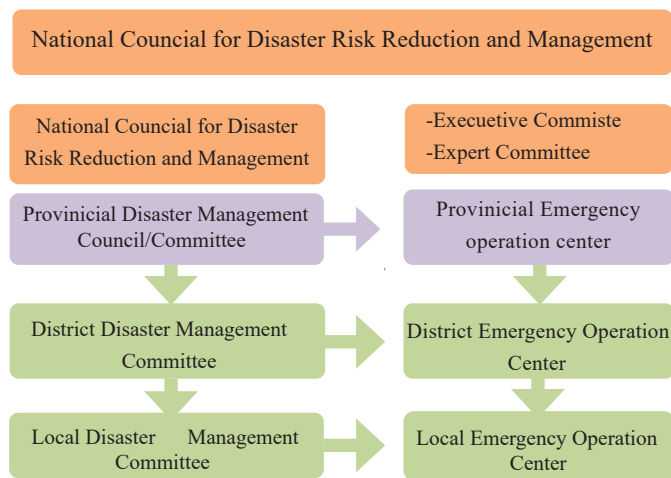 National Councial for Disaster Risk Reduction and Management
National Councial for Disaster
Risk Reduction and Management
-Execuetive Commiste
-Expert Committee
Provinicial Disaster Management
Council/Committee
Provinicial Emergency
operation center
District Disaster Management
Committee
District Emergency Operation
Center
Local Disaster Management
Committee
Local Emergency Operation
Center